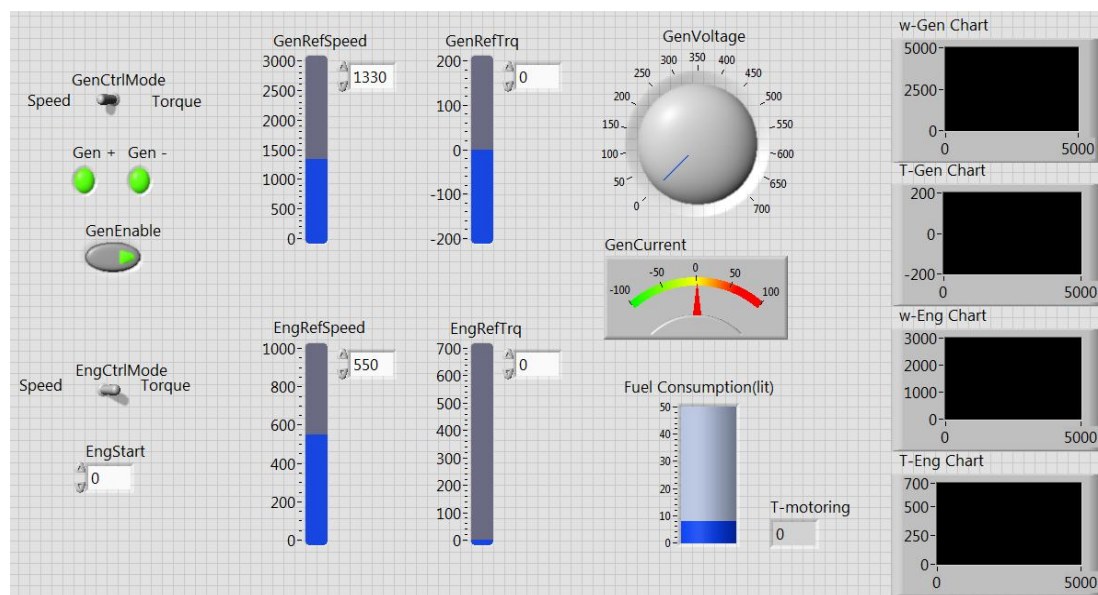 GenCtrlMode
Speed Torque
Gen + Gen -
GenEnable
GenRefSpeed
3000
2500
2000
1500
1000
500
0
1330
GenRefTrq
200
100
0
-100
-200
0
GenVoltage
0 50 100 150 200 250 300 350 400 450 500 550 600 650 700
GenCurrent
-100 -50 0 50 100
EngCtrlMode
Speed Torque
EngStart
0
EngRefSpeed
1000
800
600
400
200
0
550
EngRefTrq
700
600
500
400
300
200
100
0
0
Fuel Consumption(lit)
50
40
30
20
10
0
T-motoring
0
w-Gen Chart
5000
2500
0
0 5000
T-Gen Chart
200
0
-200
0 5000
w-Eng Chart
3000
2000
1000
0
0 5000
T-Eng Chart
700
500
250
0
0 5000